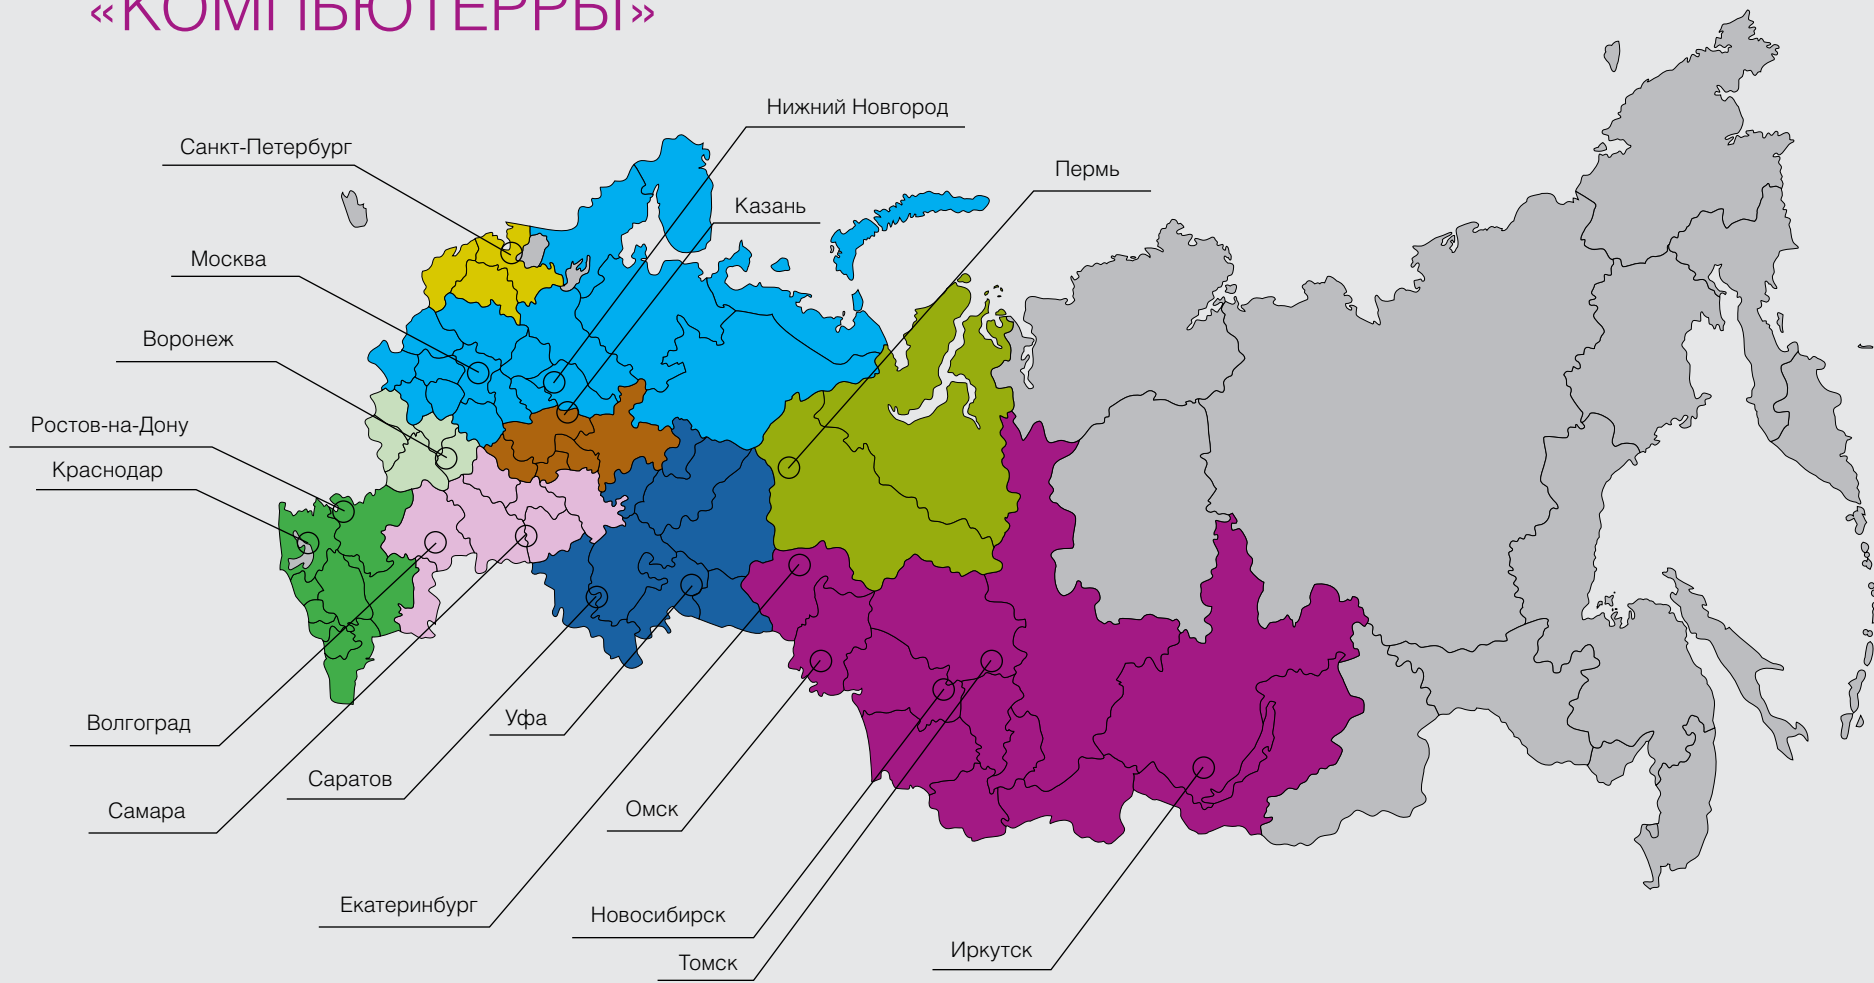 «КОМПЬЮТЕРРЫ»
Нижний Новгород
Санкт-Петербург
Пермь
Казань
Москва
Воронеж
Ростов-на-Дону
Краснодар
Волгоград
Уфа
Саратов
Самара
Омск
Екатеринбург
Новосибирск
Иркутск
Томск